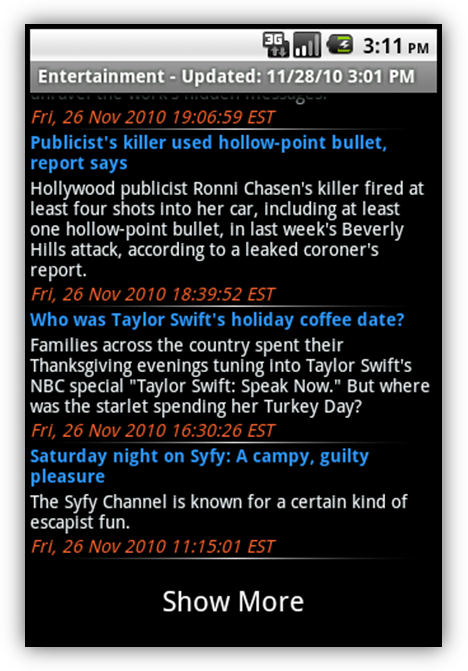 3G
3:11 PM
Entertainment - Updated: 11/28/10 3:01 PM
unravel the work's hidden messages.
Fri, 26 Nov 2010 19:06:59 EST
Publicist's killer used hollow-point bullet,
report says
Hollywood publicist Ronni Chasen's killer fired at
least four shots into her car, including at least
one hollow-point bullet, in last week's Beverly
Hills attack, according to a leaked coroner's
report.
Fri, 26 Nov 2010 18:39:52 EST
Who was Taylor Swift's holiday coffee date?
Families across the country spent their
Thanksgiving evenings tuning into Taylor Swift's
NBC special "Taylor Swift: Speak Now." But where
was the starlet spending her Turkey Day?
Fri, 26 Nov 2010 16:30:26 EST
Saturday night on Syfy: A campy, guilty
pleasure
The Syfy Channel is known for a certain kind of
escapist fun.
Fri, 26 Nov 2010 11:15:01 EST
Show More